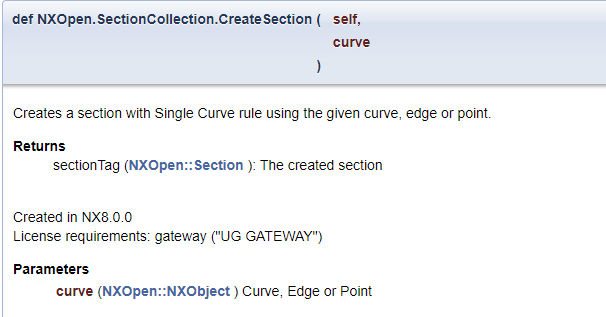 def NXOpen.SectionCollection.CreateSection ( self,
curve
)
Creates a section with Single Curve rule using the given curve, edge or point.
Returns
sectionTag (NXOpen::Section ): The created section
Created in NX8.0.0
License requirements: gateway ("UG GATEWAY")
Parameters
curve (NXOpen::NXObject ) Curve, Edge or Point